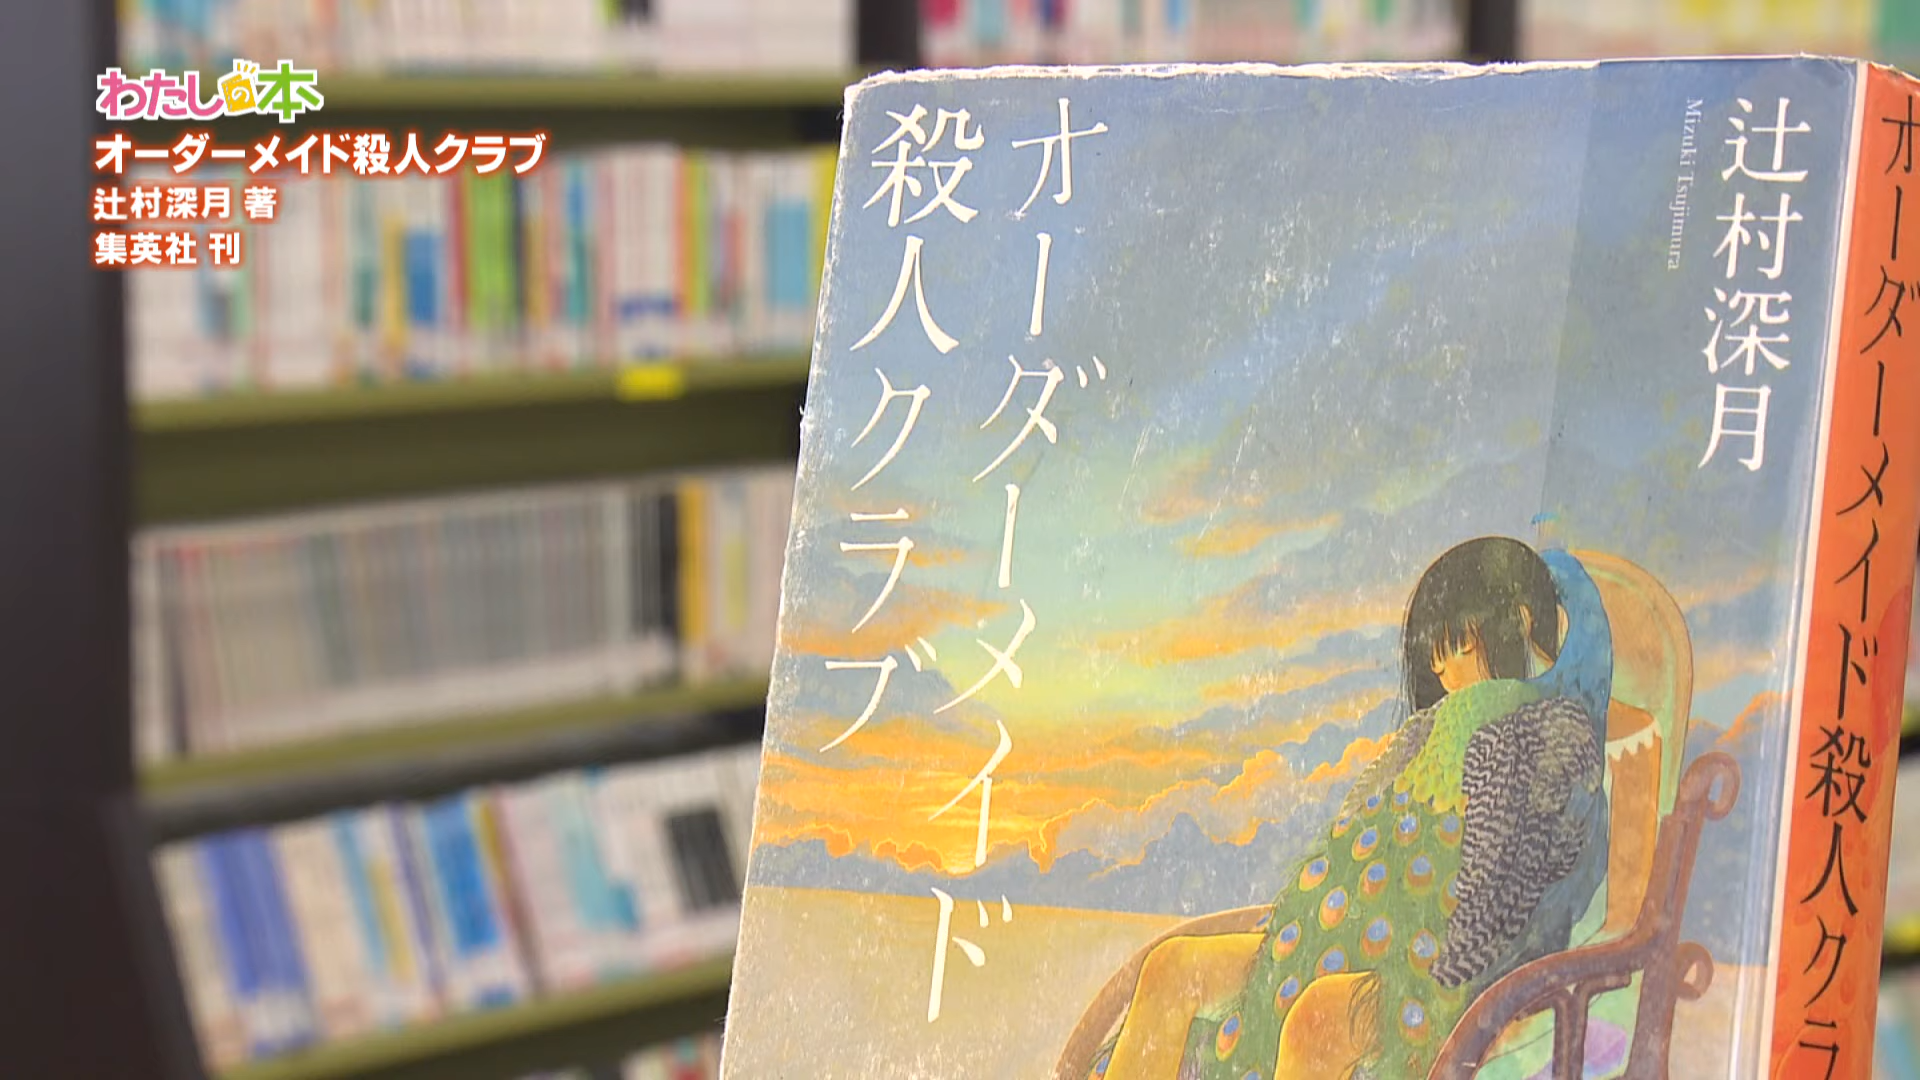 わたしの本
オーダーメイド殺人クラブ
辻村深月 著
集英社 刊
オーダーメイド
殺人クラブ
辻村深月
Mizuki Tsujimura
オーダーメイド殺人クラ